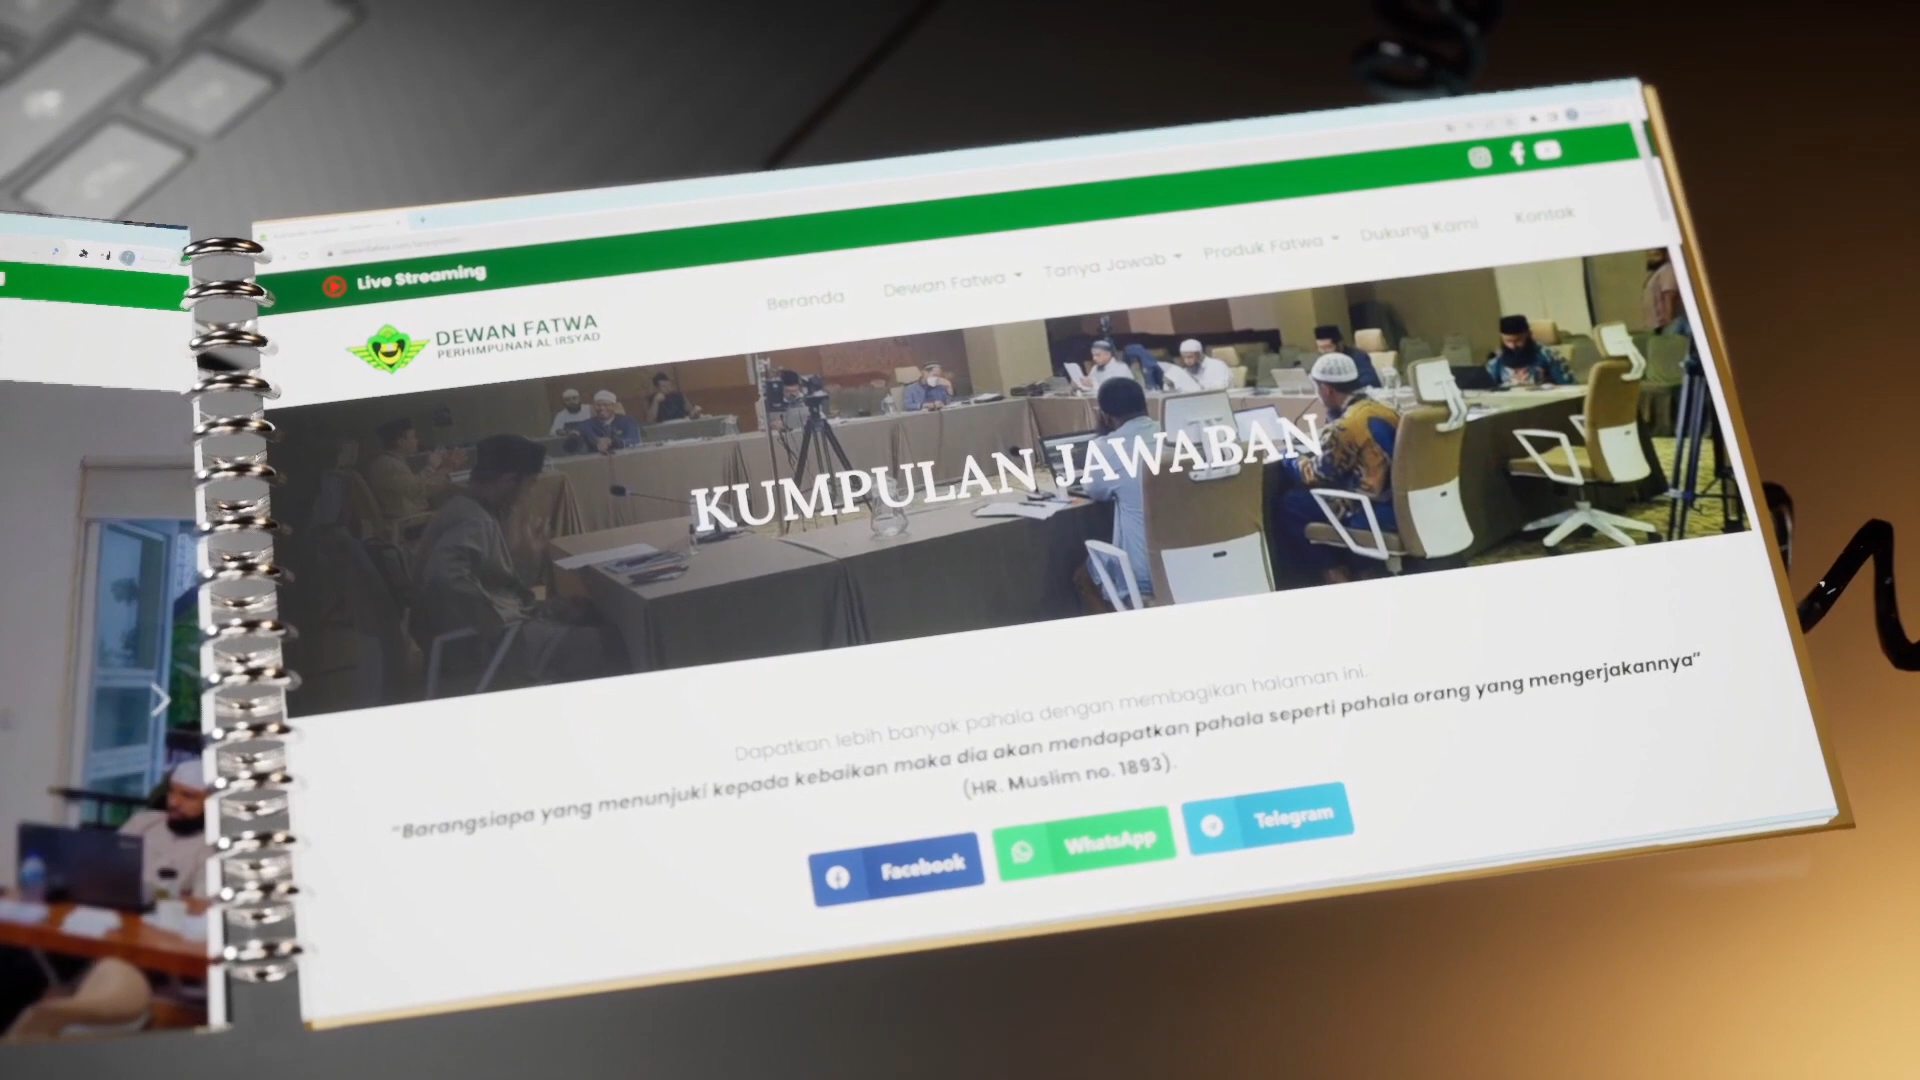 Live Streaming
DEWAN FATWA
PERHIMPUNAN AL IRSYAD
Beranda
Dewan Fatwa
Tanya Jawab
Produk Fatwa
Dukung Kami
Kontak
KUMPULAN JAWABAN
Dapatkan lebih banyak pahala dengan membagikan halaman ini.
"Barangsiapa yang menunjuki kepada kebaikan maka dia akan mendapatkan pahala seperti pahala orang yang mengerjakannya"
(HR. Muslim no. 1893).
Facebook
WhatsApp
Telegram